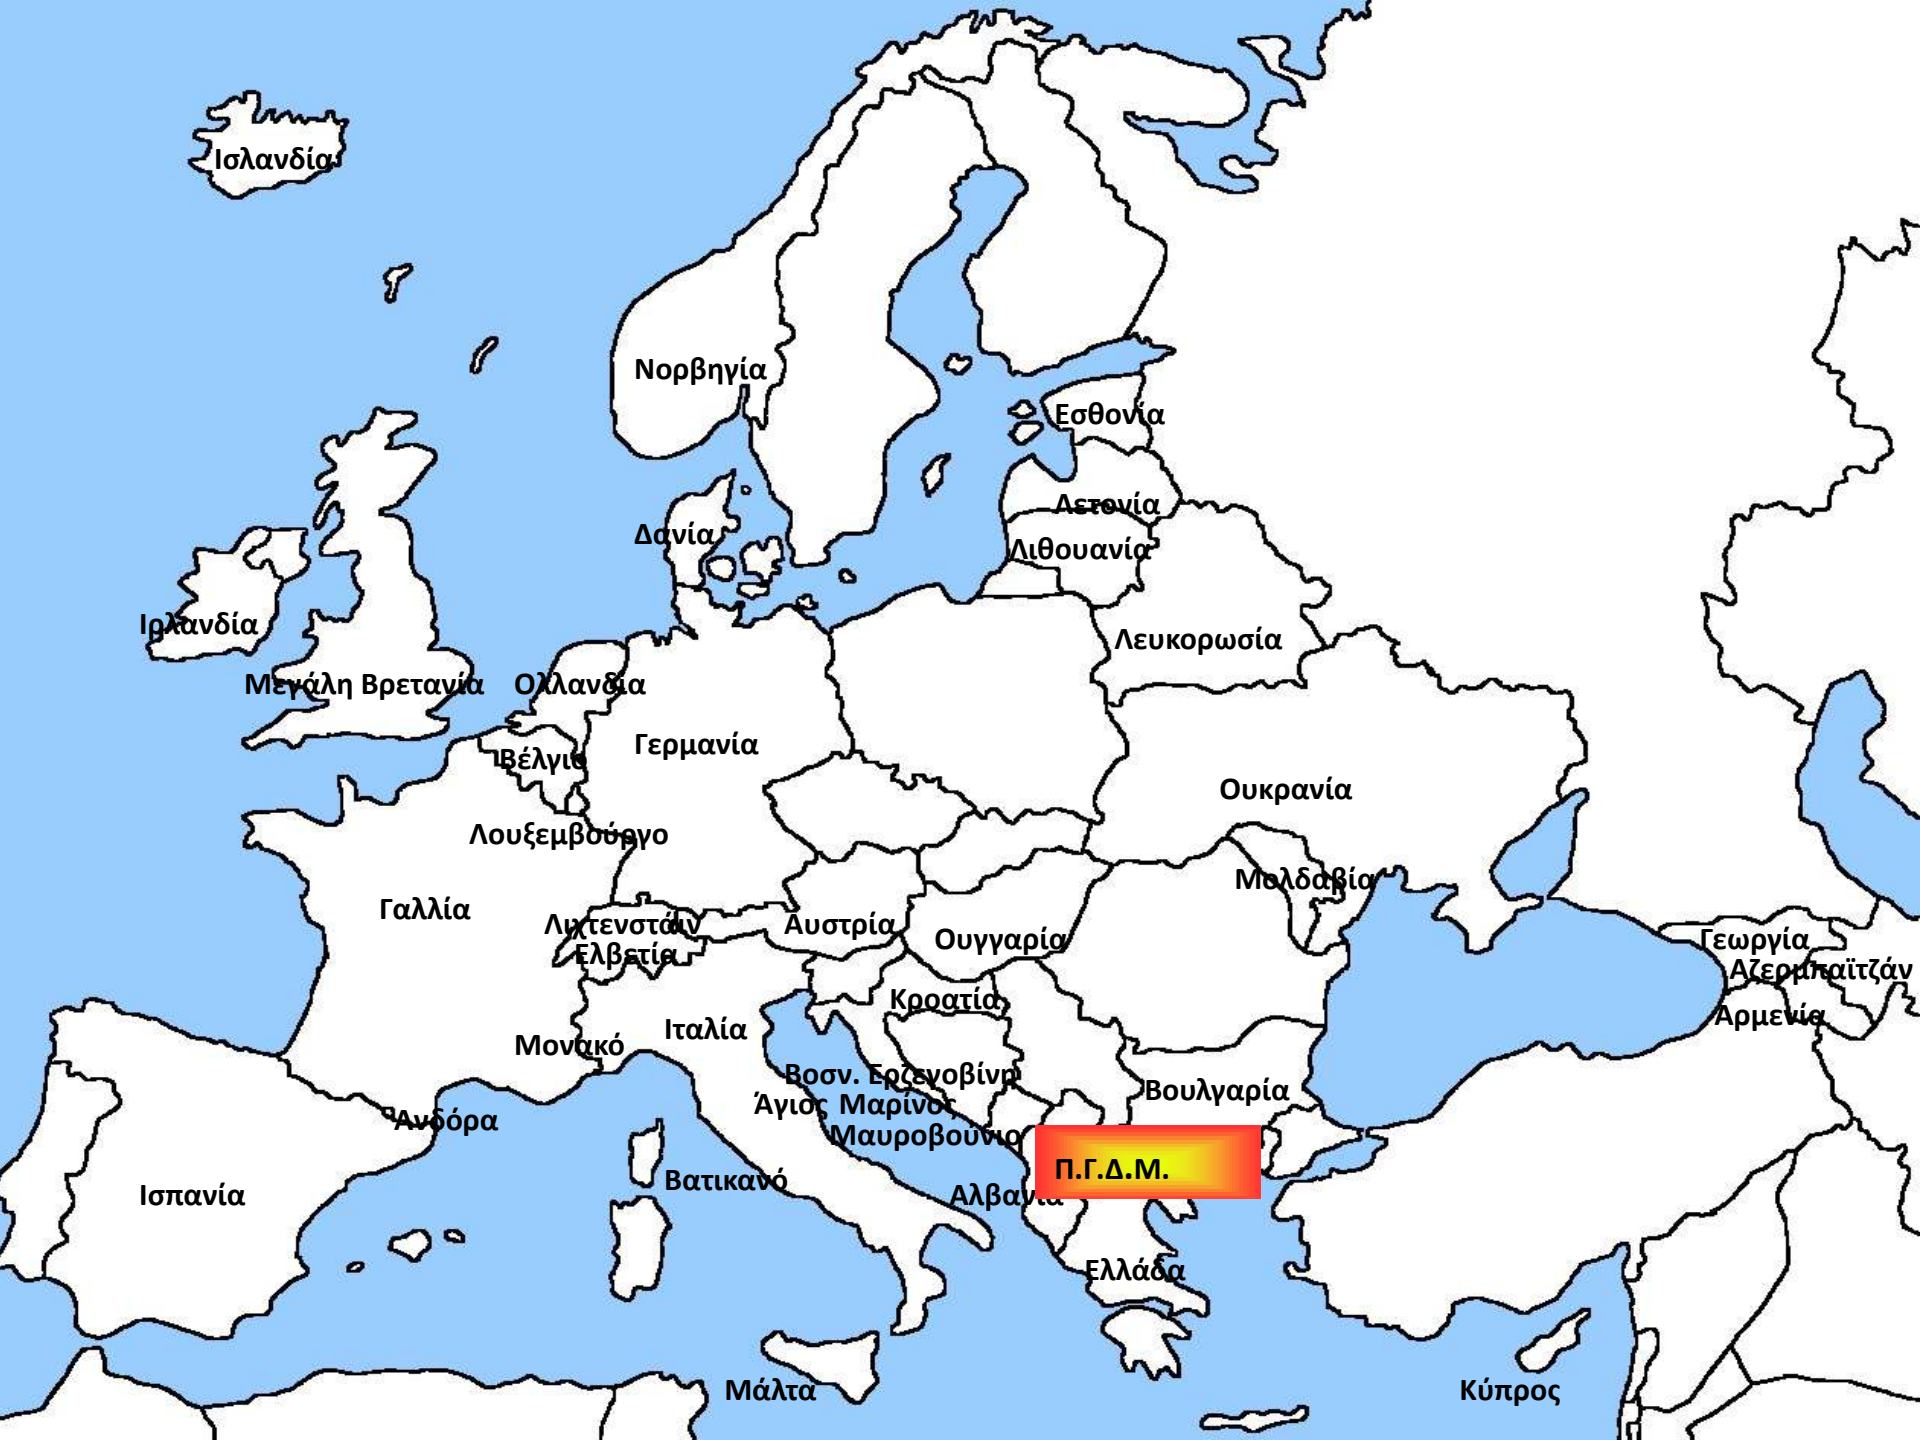 Ισλανδία
Νορβηγία
Εσθονία
Λετονία
Δανία
Λιθουανία
Ιρλανδία
Λευκορωσία
Μεγάλη Βρετανία
Ολλανδία
Γερμανία
Βέλγιο
Ουκρανία
Λουξεμβούργο
Μολδαβία
Γαλλία
Λιχτενστάιν
Αυστρία
Ουγγαρία
Γεωργία
Ελβετία
Αζερμπαϊτζάν
Κροατία
Αρμενία
Ιταλία
Μονακό
Βοσν. Ερζεγοβίνη
Βουλγαρία
Άγιος Μαρίνος
Ανδόρα
Μαυροβούνιο
Π.Γ.Δ.Μ.
Βατικανό
Ισπανία
Αλβανία
Ελλάδα
Μάλτα
Κύπρος